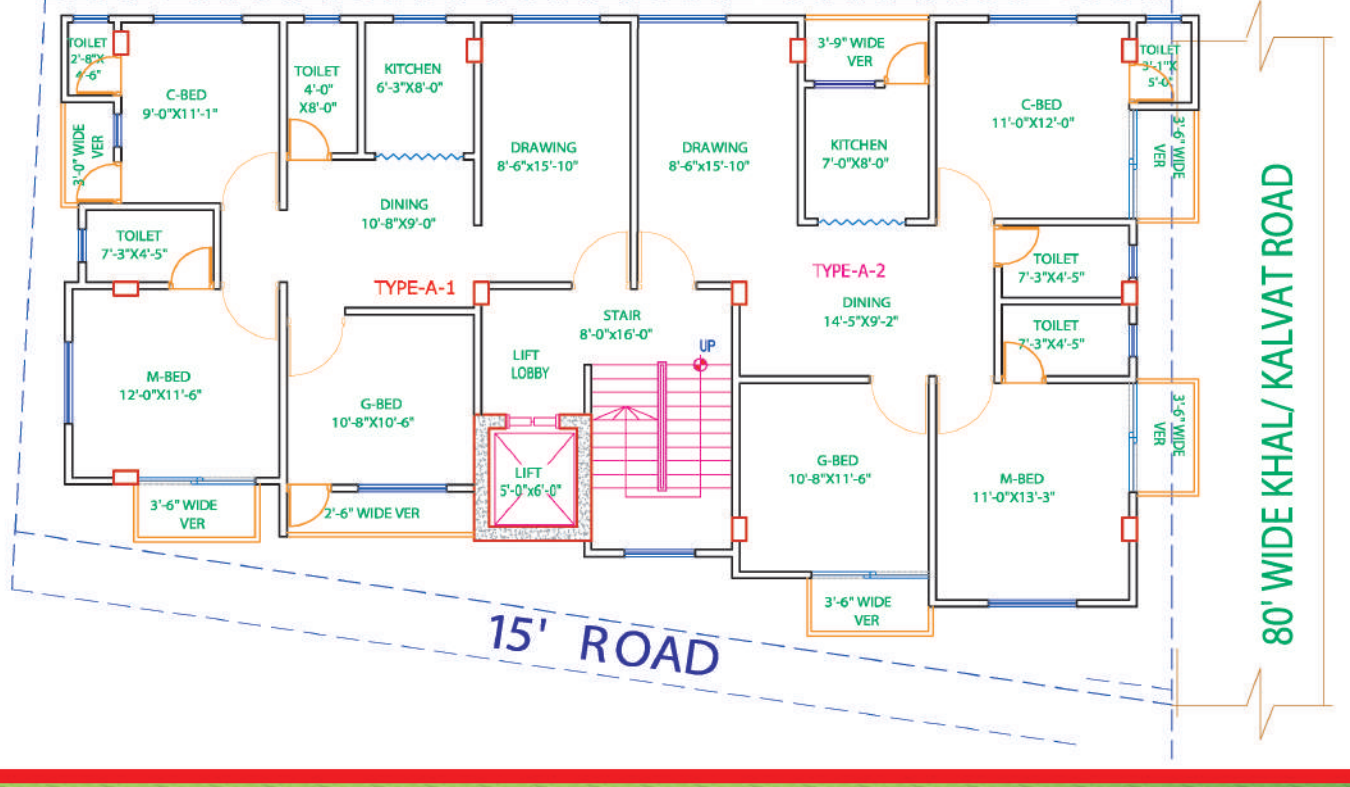 TOILET
2'-8"X
4'-6"
C-BED
9'-0"X11'-1"
3'-0" WIDE
VER
TOILET
4'-0"
X8'-0"
KITCHEN
6'-3"X8'-0"
DRAWING
8'-6"x15'-10"
DRAWING
8'-6"x15'-10"
3'-9" WIDE
VER
KITCHEN
7'-0"X8'-0"
C-BED
11'-0"X12'-0"
TOILET
3'-1"X
5'-0"
3'-6" WIDE
VER
DINING
10'-8"X9'-0"
TOILET
7'-3"X4'-5"
TYPE-A-1
TYPE-A-2
DINING
14'-5"X9'-2"
TOILET
7'-3"X4'-5"
TOILET
7'-3"X4'-5"
STAIR
8'-0"x16'-0"
UP
LIFT
LOBBY
M-BED
12'-0"X11'-6"
G-BED
10'-8"X10'-6"
LIFT
5'-0"x6'-0"
G-BED
10'-8"X11'-6"
M-BED
11'-0"X13'-3"
3'-6" WIDE
VER
3'-6" WIDE
VER
2'-6" WIDE VER
3'-6" WIDE
VER
15' ROAD
80' WIDE KHAL/ KALVAT ROAD